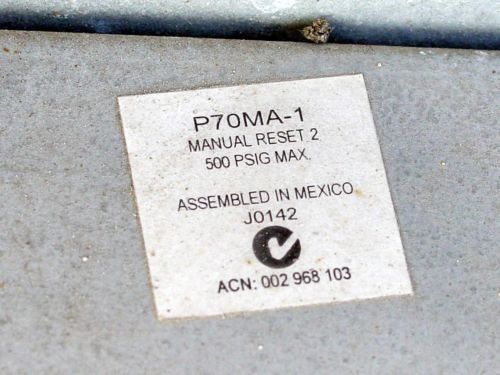 P70MA-1
MANUAL RESET 2
500 PSIG MAX.
ASSEMBLED IN MEXICO
J0142
ACN: 002 968 103